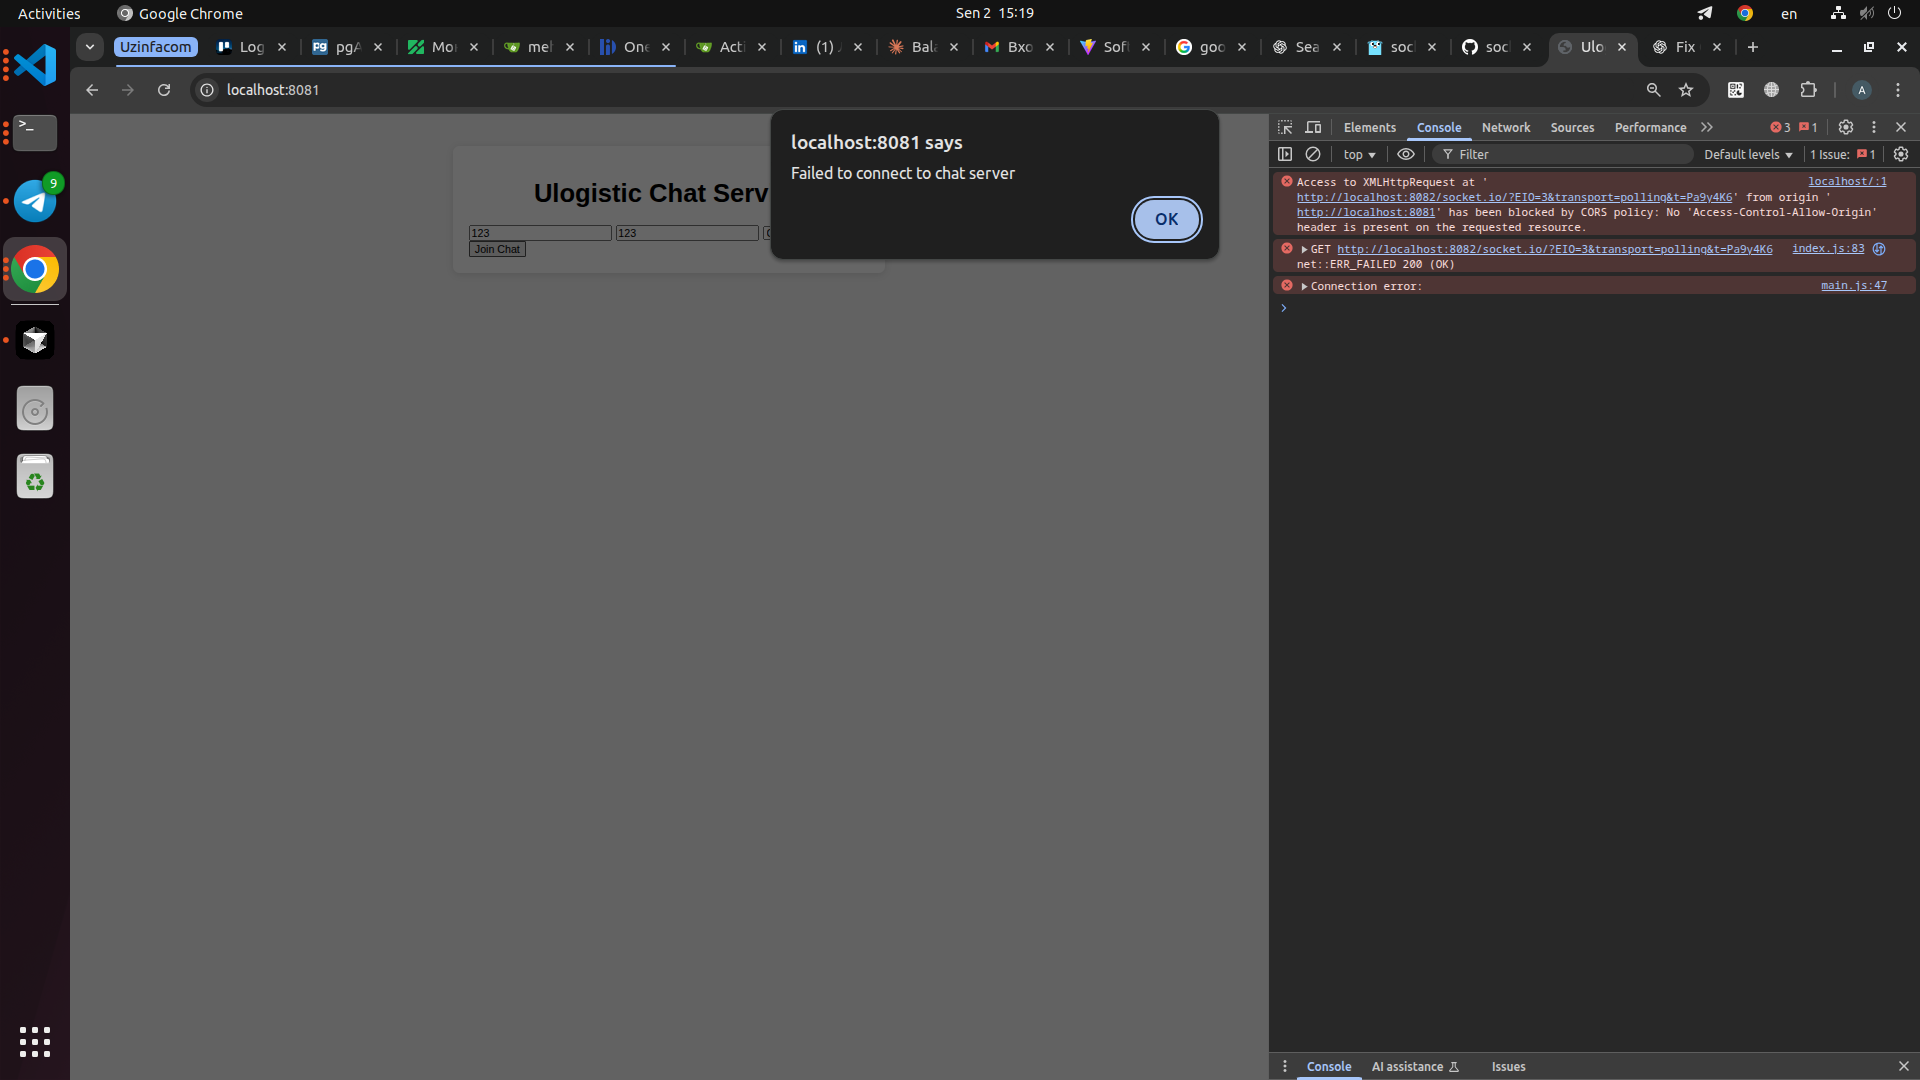 Activities
Google Chrome
Sen 2 15:19
en
Uzinfacom
Log
pgA
Mo
meh
One
Acti
(1)
Bala
Bxo
Soft
goo
Sea
soc
soc
Ulo
Fix
localhost:8081
A
9
localhost:8081 says
Failed to connect to chat server
OK
Ulogistic Chat Serv
123
123
Join Chat
Elements
Console
Network
Sources
Performance
3
1
top
Filter
Default levels
1 Issue:
1
Access to XMLHttpRequest at '
localhost/:1
http://localhost:8082/socket.io/?EIO=3&transport=polling&t=Pa9y4K6' from origin '
http://localhost:8081' has been blocked by CORS policy: No 'Access-Control-Allow-Origin'
header is present on the requested resource.
GET http://localhost:8082/socket.io/?EIO=3&transport=polling&t=Pa9y4K6
index.js:83
net::ERR_FAILED 200 (OK)
Connection error:
main.js:47
Console
AI assistance
Issues